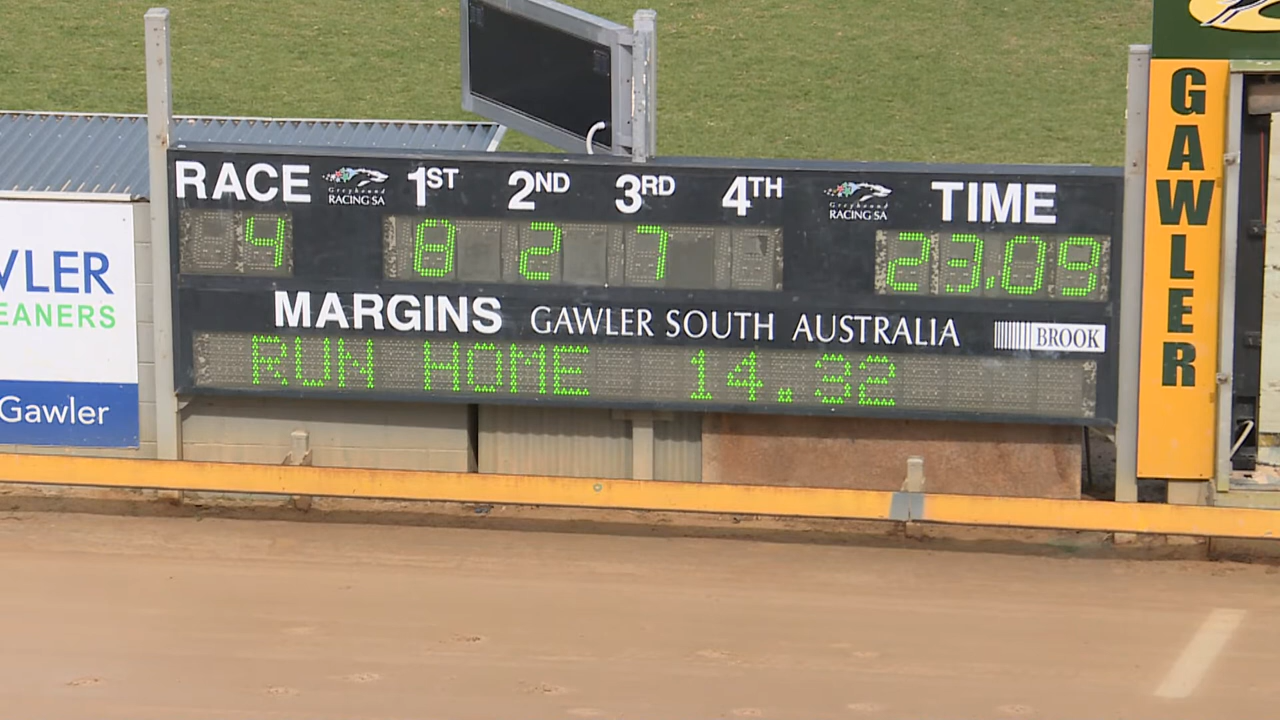 RACE Greyhound RACING SA 1ST 2ND 3RD 4TH Greyhound RACING SA TIME
4 8 2 7 23.09
MARGINS GAWLER SOUTH AUSTRALIA BROOK
RUN HOME 14.32
WLER
EANERS
Gawler
GAWLER